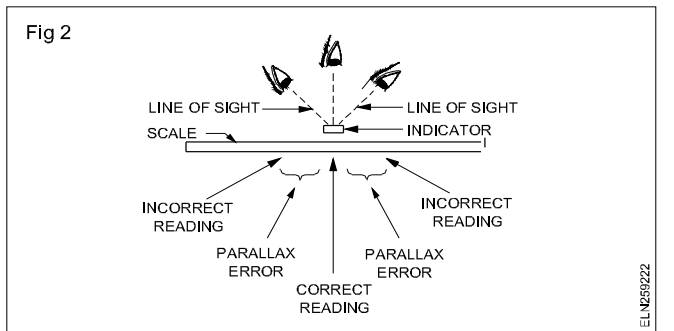 Fig 2
LINE OF SIGHT
LINE OF SIGHT
SCALE
INDICATOR
INCORRECT
READING
INCORRECT
READING
PARALLAX
ERROR
PARALLAX
ERROR
CORRECT
READING
ELN259222